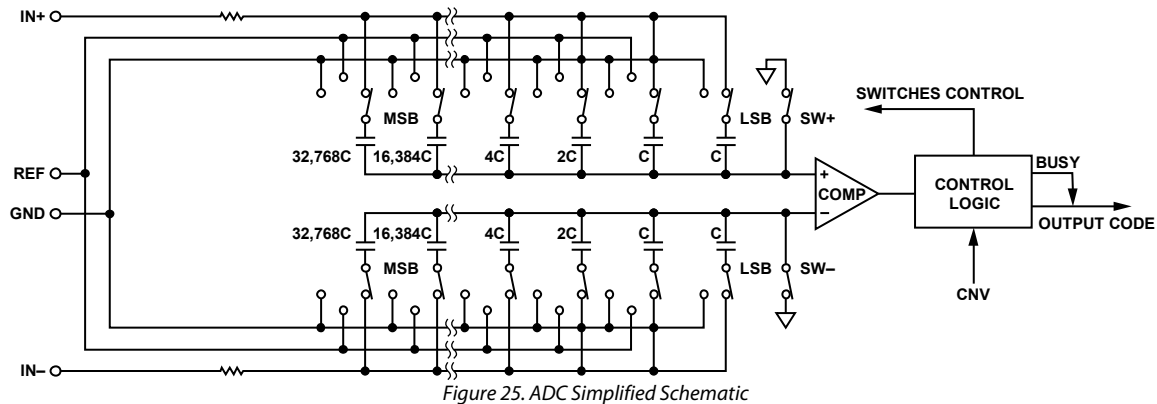 IN+
SWITCHES CONTROL
MSB
LSB
SW+
32,768C
16,384C
4C
2C
C
C
BUSY
REF
+
COMP
–
CONTROL
LOGIC
GND
OUTPUT CODE
32,768C
16,384C
4C
2C
C
C
MSB
LSB
SW–
CNV
IN–
Figure 25. ADC Simplified Schematic